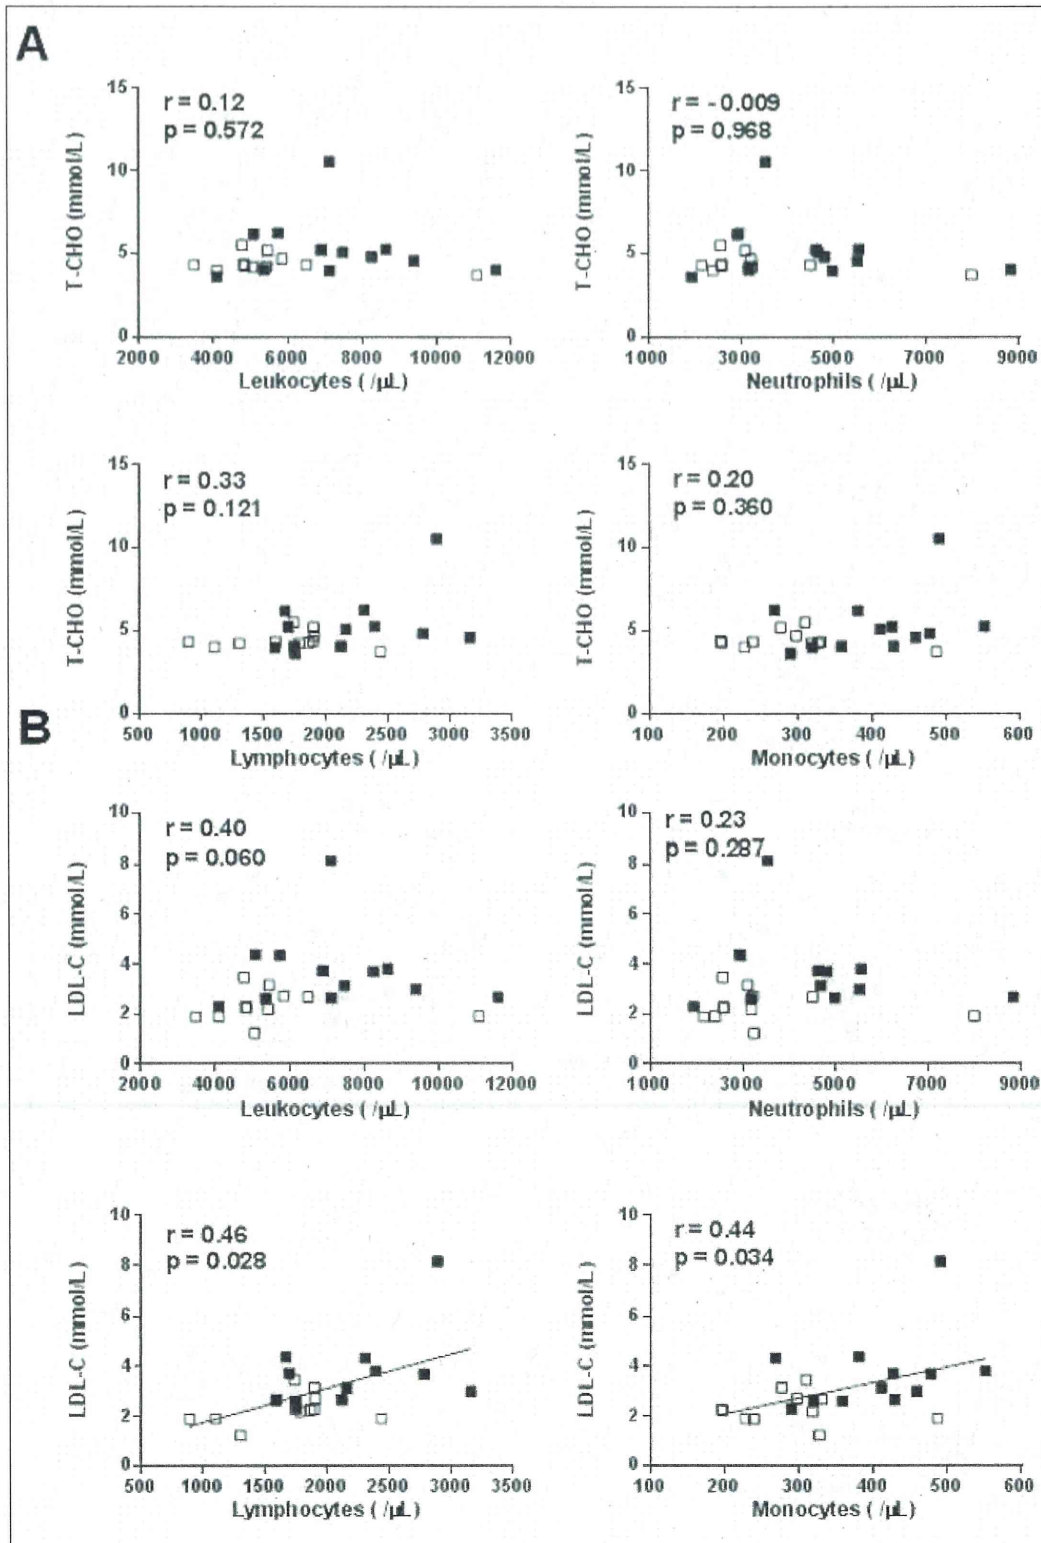 A
r = 0.12
p = 0.572
T-CHO (mmol/L)
15
10
5
0
2000 4000 6000 8000 10000 12000
Leukocytes ( /µL)
r = -0.009
p = 0.968
T-CHO (mmol/L)
15
10
5
0
1000 3000 5000 7000 9000
Neutrophils ( /µL)
r = 0.33
p = 0.121
T-CHO (mmol/L)
15
10
5
0
500 1000 1500 2000 2500 3000 3500
Lymphocytes ( /µL)
r = 0.20
p = 0.360
T-CHO (mmol/L)
15
10
5
0
100 200 300 400 500 600
Monocytes ( /µL)
B
r = 0.40
p = 0.060
LDL-C (mmol/L)
10
8
6
4
2
0
2000 4000 6000 8000 10000 12000
Leukocytes ( /µL)
r = 0.23
p = 0.287
LDL-C (mmol/L)
10
8
6
4
2
0
1000 3000 5000 7000 9000
Neutrophils ( /µL)
r = 0.46
p = 0.028
LDL-C (mmol/L)
10
8
6
4
2
0
500 1000 1500 2000 2500 3000 3500
Lymphocytes ( /µL)
r = 0.44
p = 0.034
LDL-C (mmol/L)
10
8
6
4
2
0
100 200 300 400 500 600
Monocytes ( /µL)